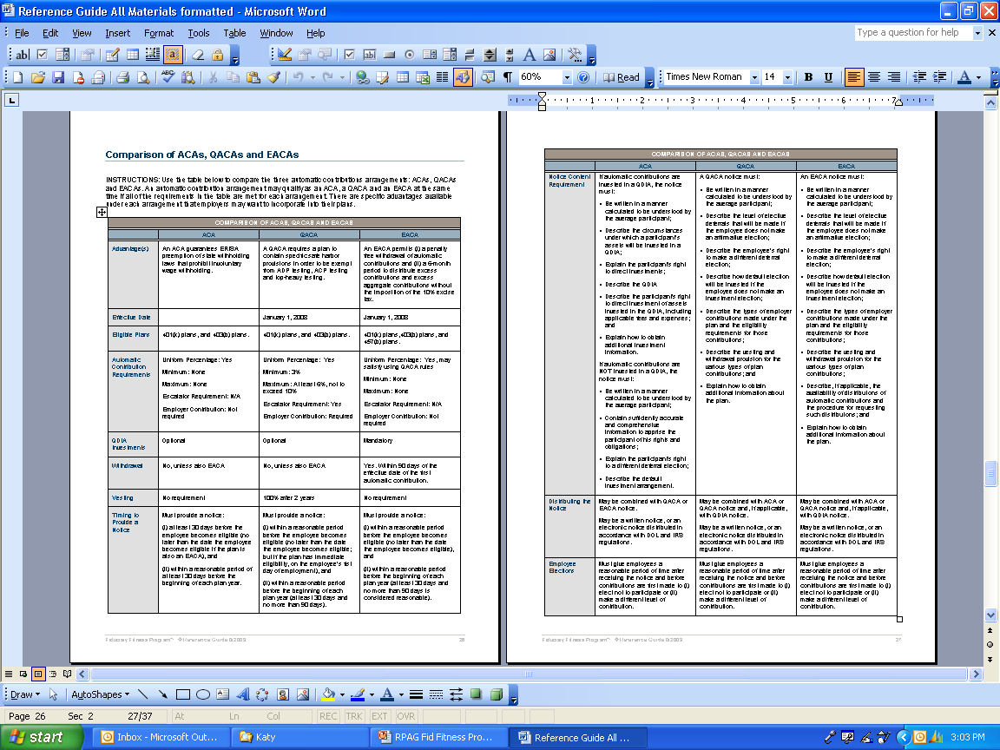 Reference Guide All Materials formatted - Microsoft Word
File Edit View Insert Format Tools Table Window Help
Type a question for help
60% Read Times New Roman 14 B U A
1 2 3 4 5 6 7
Comparison of ACAs, QACAs and EACAs
INSTRUCTIONS: Use the table below to compare the three automatic contributions arrangements: ACAs, QACAs
and EACAs. An automatic contribution arrangement may qualify as an ACA, a QACA and an EACA at the same
time if all of the requirements in the table are met for each arrangement. There are specific advantages available
under each arrangement that employers may want to incorporate into their plans.
COMPARISON OF ACAS, QACAS AND EACAS
ACA QACA EACA
Advantage(s)
An ACA guarantees ERISA
preemption of state withholding
laws that prohibit involuntary
wage withholding.
A QACA requires a plan to
contain specific safe harbor
provisions in order to be exempt
from ADP testing, ACP testing
and top-heavy testing.
An EACA permits (i) a penalty
free withdrawal of automatic
contributions and (ii) a 6-month
period to distribute excess
contributions and excess
aggregate contributions without
the imposition of the 10% excise
tax.
Effective Date
January 1, 2008
January 1, 2008
Eligible Plans
401(k) plans, and 403(b) plans.
401(k) plans, and 403(b) plans.
401(k) plans, 403(b) plans, and
457(b) plans.
Automatic
Contribution
Requirements
Uniform Percentage: Yes
Minimum: None
Maximum: None
Escalator Requirement: N/A
Employer Contribution: Not
required
Uniform Percentage: Yes
Minimum: 3%
Maximum: At least 6%, not to
exceed 10%
Escalator Requirement: Yes
Employer Contribution: Required
Uniform Percentage: Yes, may
satisfy using QACA rules
Minimum: None
Maximum: None
Escalator Requirement: N/A
Employer Contribution: Not
required
QDIA
Investments
Optional
Optional
Mandatory
Withdrawal
No, unless also EACA
No, unless also EACA
Yes. Within 90 days of the
effective date of the first
automatic contribution.
Vesting
No requirement
100% after 2 years
No requirement
Timing to
Provide a
Notice
Must provide a notice:
(i) at least 30 days before the
employee becomes eligible (no
later than the date the employee
becomes eligible if the plan is
also an EACA), and
(ii) within a reasonable period of
at least 30 days before the
beginning of each plan year.
Must provide a notice:
(i) within a reasonable period
before the employee becomes
eligible (no later than the date
the employee becomes eligible;
but if the plan has immediate
eligibility, on the employee's 1st
day of employment), and
(ii) within a reasonable period
before the beginning of each
plan year (at least 30 days and
no more than 90 days).
Must provide a notice:
(i) within a reasonable period
before the employee becomes
eligible (no later than the date
the employee becomes eligible),
and
(ii) within a reasonable period
before the beginning of each
plan year (at least 30 days and
no more than 90 days is
considered reasonable).
Fiduciary Fitness Program™ ©Reference Guide ©2008
26
COMPARISON OF ACAS, QACAS AND EACAS
ACA QACA EACA
Notice Content
Requirement
If automatic contributions are
invested in a QDIA, the notice
must:
• Be written in a manner
calculated to be understood by
the average participant;
• Describe the circumstances
under which a participant's
assets will be invested in a
QDIA;
• Explain the participant's right
to direct investments;
• Describe the QDIA
• Describe the participant's right
to direct investment of assets
invested in the QDIA, including
applicable fees and expenses;
and
• Explain how to obtain
additional investment
information.
If automatic contributions are
NOT invested in a QDIA, the
notice must:
• Be written in a manner
calculated to be understood by
the average participant;
• Contain sufficiently accurate
and comprehensive
information to apprise the
participant of his rights and
obligations;
• Explain the participant's right
to a different deferral election;
• Describe the default
investment arrangement.
A QACA notice must:
• Be written in a manner
calculated to be understood by
the average participant;
• Describe the level of elective
deferrals that will be made if
the employee does not make
an affirmative election;
• Describe the employee's right
to make a different deferral
election;
• Describe how default election
will be invested if the
employee does not make an
investment election;
• Describe the types of employer
contributions made under the
plan and the eligibility
requirements for those
contributions;
• Describe the vesting and
withdrawal provision for the
various types of plan
contributions; and
• Explain how to obtain
additional information about
the plan.
An EACA notice must:
• Be written in a manner
calculated to be understood by
the average participant;
• Describe the level of elective
deferrals that will be made if
the employee does not make
an affirmative election;
• Describe the employee's right
to make a different deferral
election;
• Describe how default election
will be invested if the
employee does not make an
investment election;
• Describe the types of employer
contributions made under the
plan and the eligibility
requirements for those
contributions;
• Describe the vesting and
withdrawal provision for the
various types of plan
contributions;
• Describe, if applicable, the
availability of distributions of
automatic contributions and
the procedure for requesting
such distributions; and
• Explain how to obtain
additional information about
the plan.
Distributing the
Notice
May be combined with QACA or
EACA notice.
May be a written notice, or an
electronic notice distributed in
accordance with DOL and IRS
regulations.
May be combined with ACA or
QACA notice and, if applicable,
with QDIA notice.
May be a written notice, or an
electronic notice distributed in
accordance with DOL and IRS
regulations.
May be combined with ACA or
QACA notice and, if applicable,
with QDIA notice.
May be a written notice, or an
electronic notice distributed in
accordance with DOL and IRS
regulations.
Employee
Elections
Must give employees a
reasonable period of time after
receiving the notice and before
contributions are first made to (i)
elect not to participate or (ii)
make a different level of
contribution.
Must give employees a
reasonable period of time after
receiving the notice and before
contributions are first made to (i)
elect not to participate or (ii)
make a different level of
contribution.
Must give employees a
reasonable period of time after
receiving the notice and before
contributions are first made to (i)
elect not to participate or (ii)
make a different level of
contribution.
Fiduciary Fitness Program™ ©Reference Guide ©2008
27
Draw AutoShapes
Page 26 Sec 2 27/37 At Ln Col REC TRK EXT OVR
start Inbox - Microsoft Out... Katy RPAG Fid Fitness Pro... Reference Guide All ... 3:03 PM